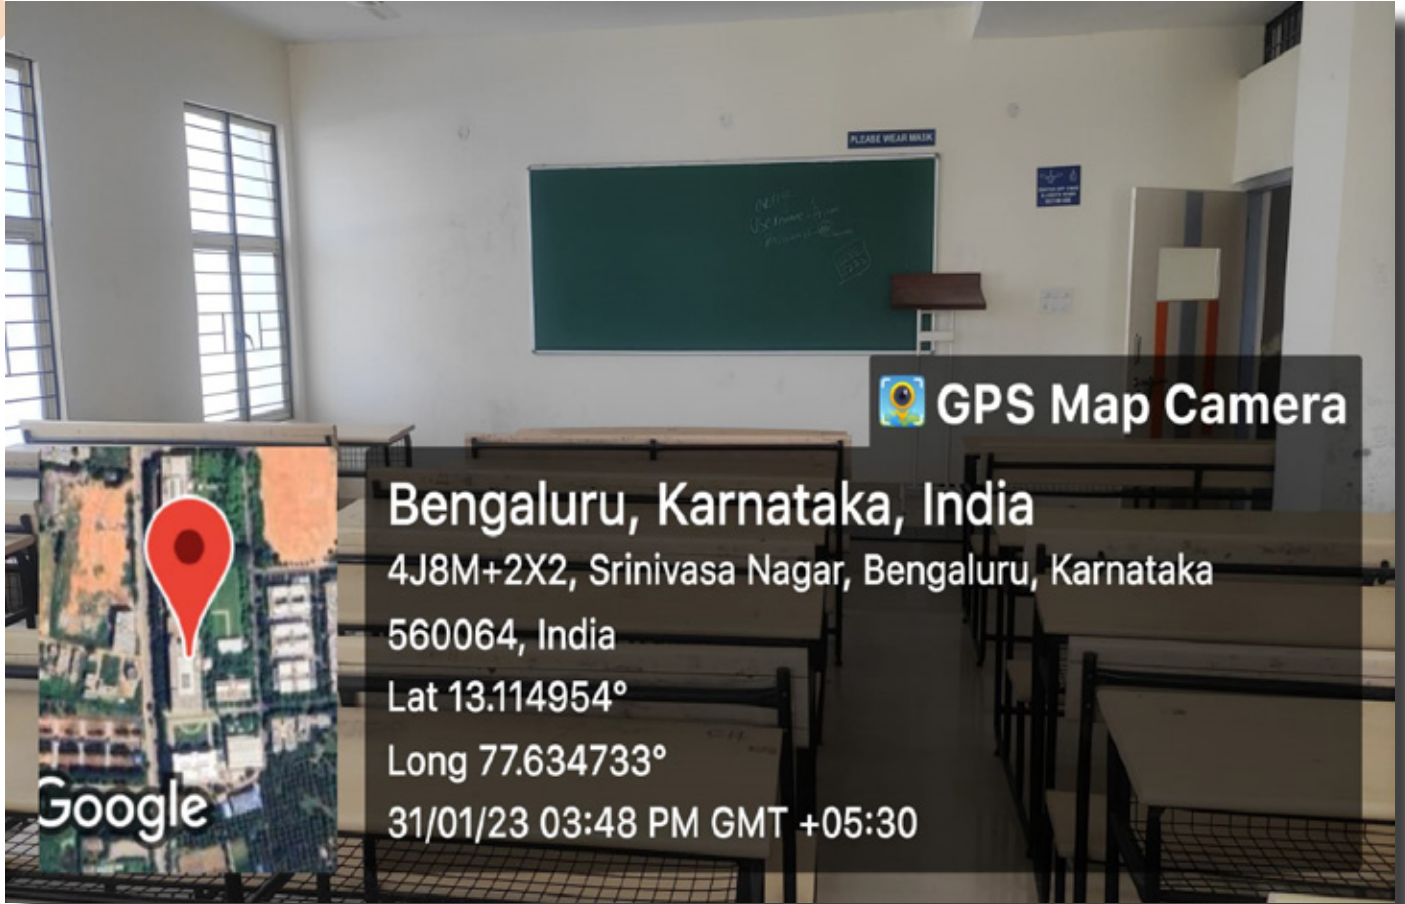 PLEASE WEAR MASK
GPS Map Camera
Bengaluru, Karnataka, India
4J8M+2X2, Srinivasa Nagar, Bengaluru, Karnataka
560064, India
Lat 13.114954°
Long 77.634733°
31/01/23 03:48 PM GMT +05:30
Google